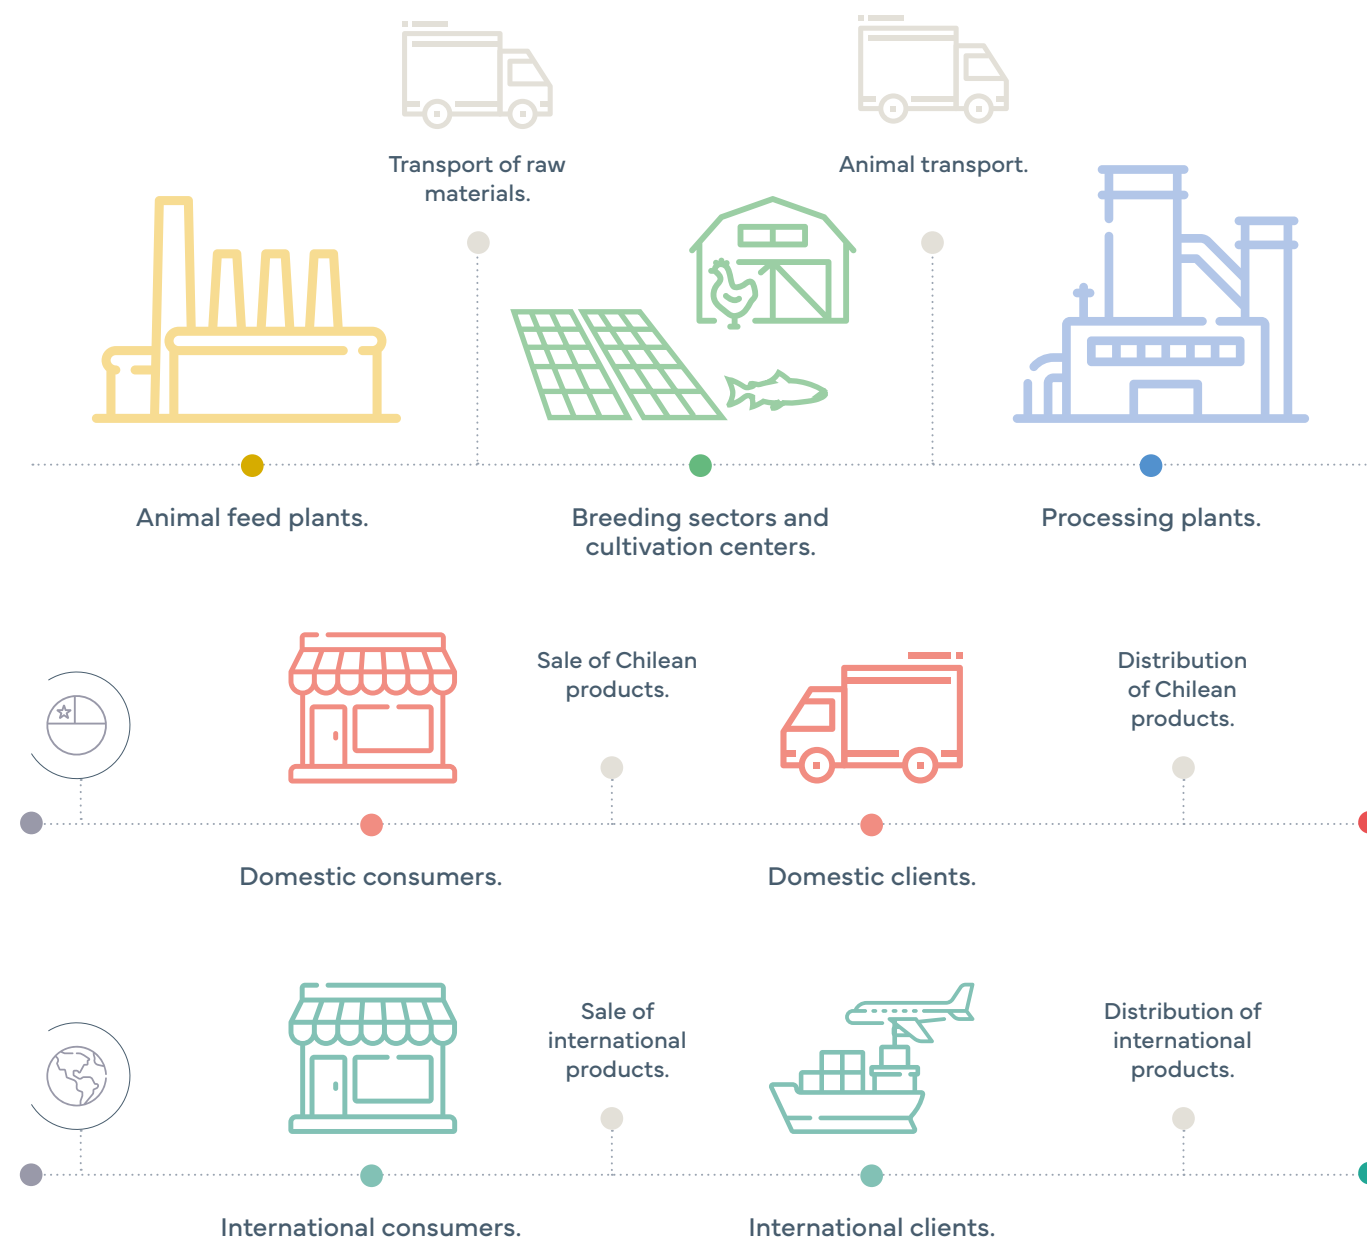 Transport of raw
materials.
Animal transport.
Animal feed plants.
Breeding sectors and
cultivation centers.
Processing plants.
Sale of Chilean
products.
Distribution
of Chilean
products.
Domestic consumers.
Domestic clients.
Sale of
international
products.
Distribution of
international
products.
International consumers.
International clients.